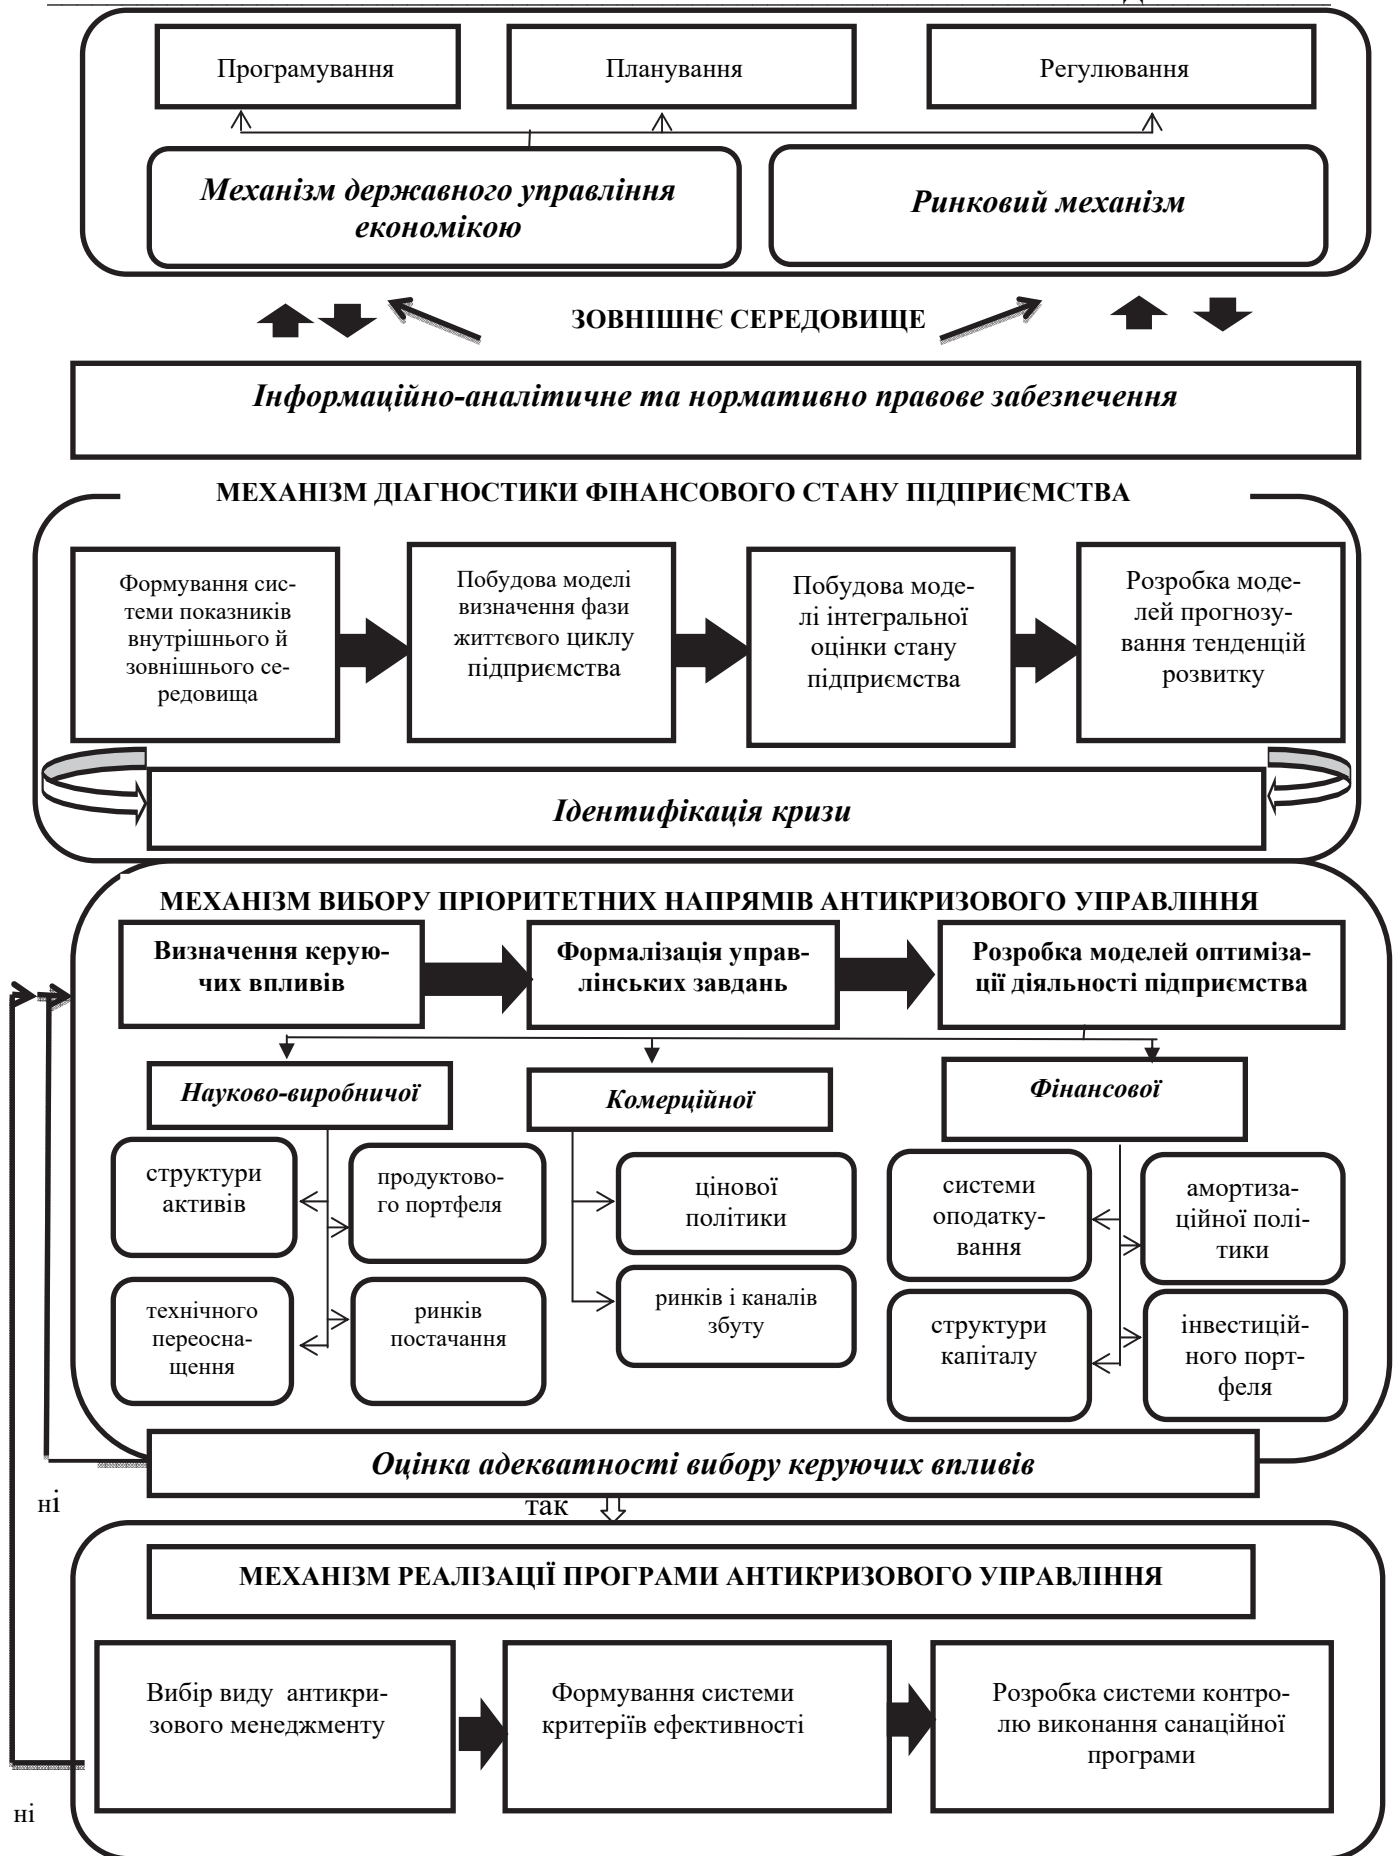 Програмування
Планування
Регулювання
Механізм державного управління
економікою
Ринковий механізм
ЗОВНІШНЄ СЕРЕДОВИЩЕ
Інформаційно-аналітичне та нормативно правове забезпечення
МЕХАНІЗМ ДІАГНОСТИКИ ФІНАНСОВОГО СТАНУ ПІДПРИЄМСТВА
Формування сис-
теми показників
внутрішнього й
зовнішнього се-
редовища
Побудова моделі
визначення фази
життєвого циклу
підприємства
Побудова моде-
лі інтегральної
оцінки стану
підприємства
Розробка моде-
лей прогнозу-
вання тенденцій
розвитку
Ідентифікація кризи
МЕХАНІЗМ ВИБОРУ ПРІОРИТЕТНИХ НАПРЯМІВ АНТИКРИЗОВОГО УПРАВЛІННЯ
Визначення керую-
чих впливів
Формалізація управ-
лінських завдань
Розробка моделей оптиміза-
ції діяльності підприємства
Науково-виробничої
Комерційної
Фінансової
структури
активів
продуктово-
го портфеля
технічного
переосна-
щення
ринків
постачання
цінової
політики
ринків і каналів
збуту
системи
оподатку-
вання
амортиза-
ційної полі-
тики
структури
капіталу
інвестицій-
ного порт-
феля
Оцінка адекватності вибору керуючих впливів
ні
так
МЕХАНІЗМ РЕАЛІЗАЦІЇ ПРОГРАМИ АНТИКРИЗОВОГО УПРАВЛІННЯ
Вибір виду антикри-
зового менеджменту
Формування системи
критеріїв ефективності
Розробка системи контро-
лю виконання санаційної
програми
ні